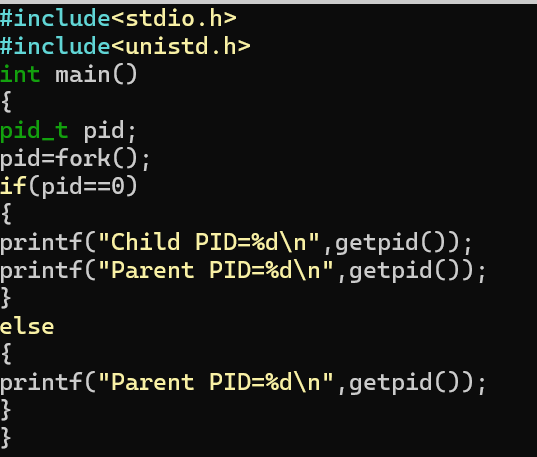 #include<stdio.h>
#include<unistd.h>
int main()
{
pid_t pid;
pid=fork();
if(pid==0)
{
printf("Child PID=%d\n",getpid());
printf("Parent PID=%d\n",getpid());
}
else
{
printf("Parent PID=%d\n",getpid());
}
}